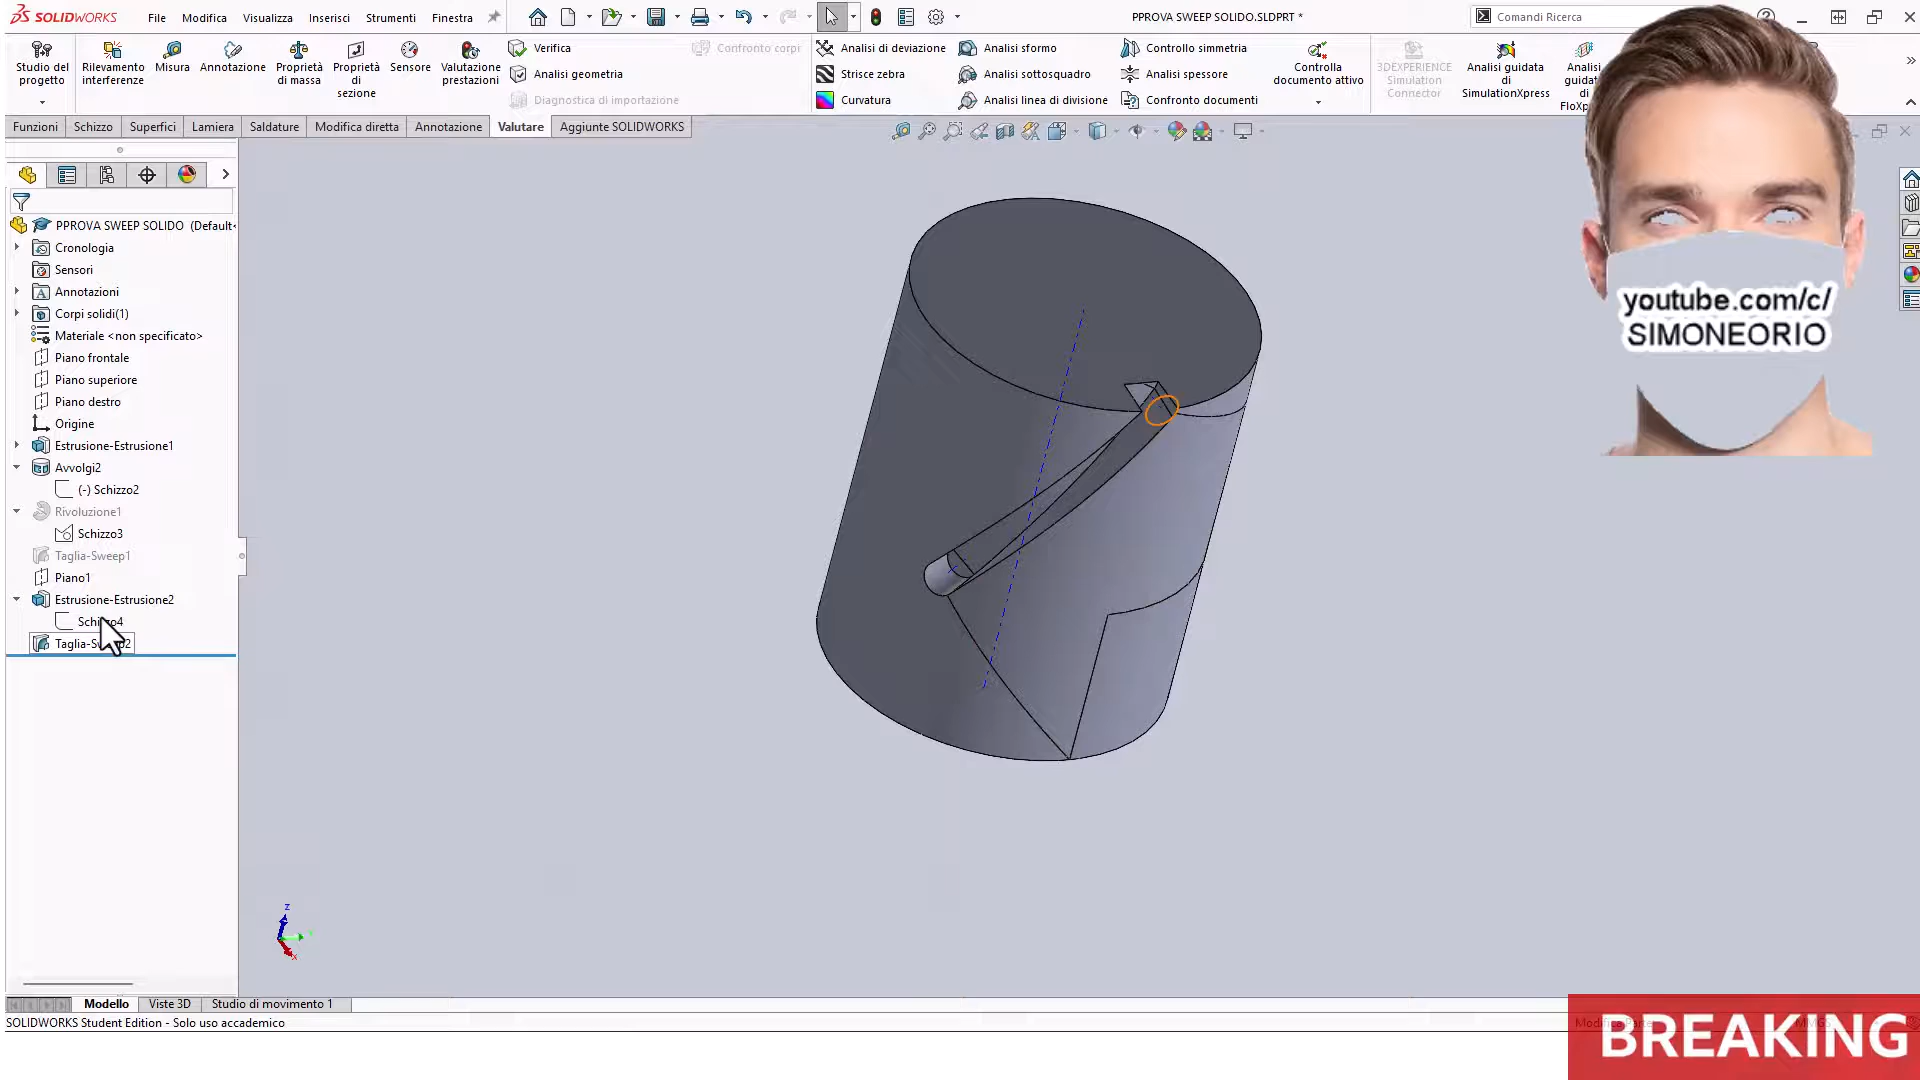 SOLIDWORKS File Modifica Visualizza Inserisci Strumenti Finestra PPROVA SWEEP SOLIDO.SLDPRT * Comandi Ricerca
Studio del progetto
Rilevamento interferenze
Misura
Annotazione
Proprietà di massa
Proprietà di sezione
Sensore
Valutazione prestazioni
Verifica
Analisi geometria
Diagnostica di importazione
Confronto corpi
Analisi di deviazione
Strisce zebra
Curvatura
Analisi sformo
Analisi sottosquadro
Analisi linea di divisione
Controllo simmetria
Analisi spessore
Confronto documenti
Controlla documento attivo
3DEXPERIENCE Simulation Connector
Analisi guidata di SimulationXpress
Analisi guidata di
Funzioni Schizzo Superfici Lamiera Saldature Modifica diretta Annotazione Valutare Aggiunte SOLIDWORKS
PPROVA SWEEP SOLIDO (Default
Cronologia
Sensori
Annotazioni
Corpi solidi(1)
Materiale <non specificato>
Piano frontale
Piano superiore
Piano destro
Origine
Estrusione-Estrusione1
Avvolgi2
(-) Schizzo2
Rivoluzione1
Schizzo3
Taglia-Sweep1
Piano1
Estrusione-Estrusione2
Schizzo4
Taglia-Sweep2
youtube.com/c/
SIMONEORIO
z
x
Modello Viste 3D Studio di movimento 1
SOLIDWORKS Student Edition - Solo uso accademico
BREAKING